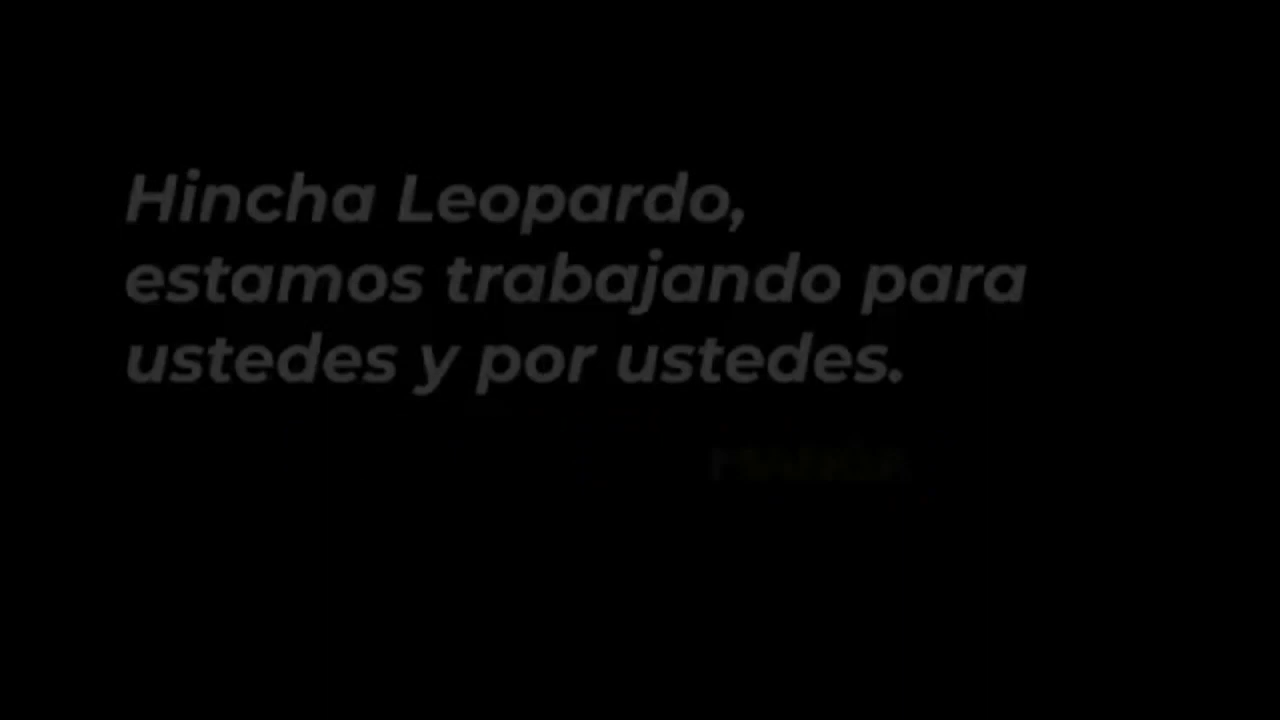 Hincha Leopardo,
estamos trabajando para
ustedes y por ustedes.